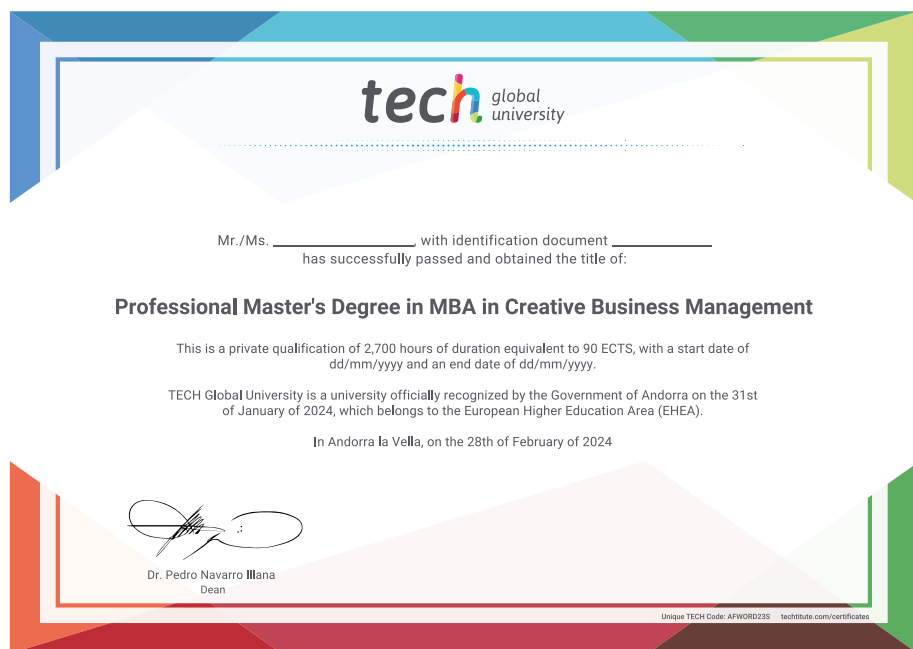 tech global
university
Mr./Ms. ____________, with identification document ____________
has successfully passed and obtained the title of:
Professional Master's Degree in MBA in Creative Business Management
This is a private qualification of 2,700 hours of duration equivalent to 90 ECTS, with a start date of
dd/mm/yyyy and an end date of dd/mm/yyyy.
TECH Global University is a university officially recognized by the Government of Andorra on the 31st
of January of 2024, which belongs to the European Higher Education Area (EHEA).
In Andorra la Vella, on the 28th of February of 2024
Dr. Pedro Navarro Illana
Dean
Unique TECH Code: AFWORD23S techtitute.com/certificates